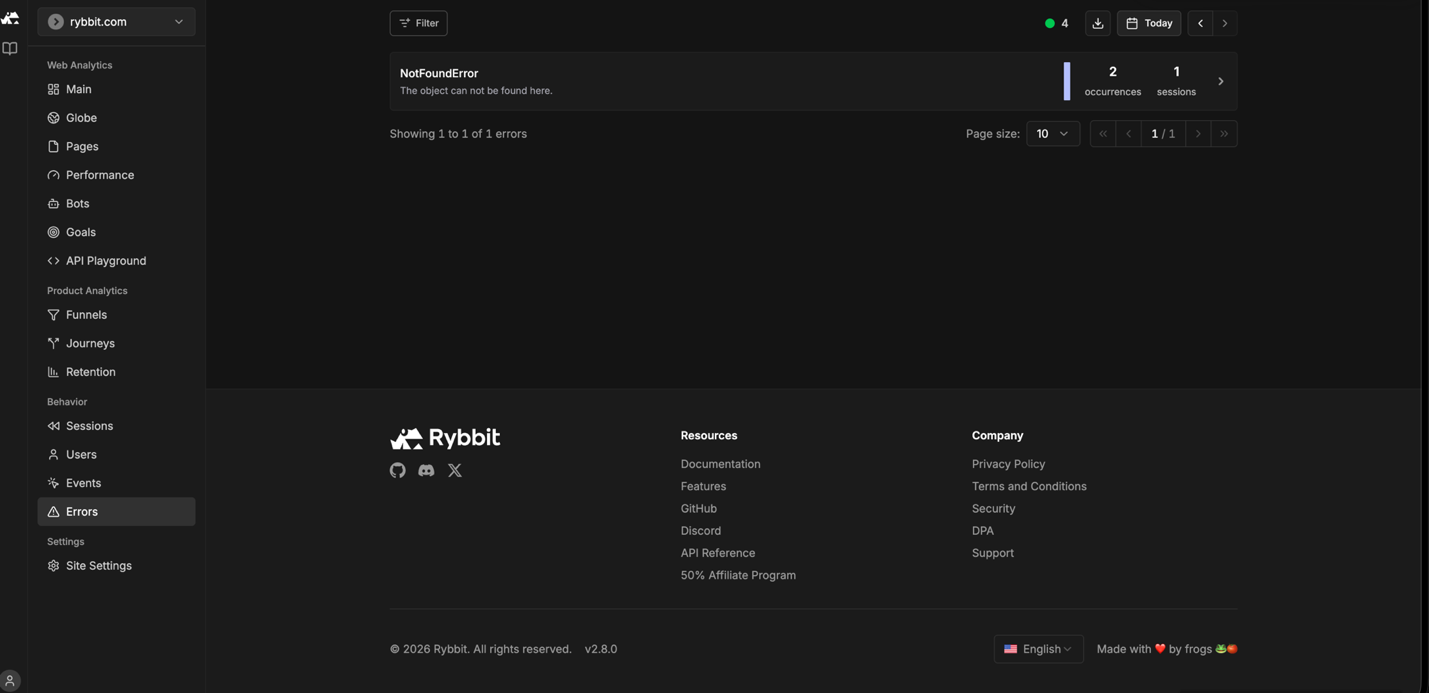 rybbit.com
Web Analytics
Main
Globe
Pages
Performance
Bots
Goals
API Playground
Product Analytics
Funnels
Journeys
Retention
Behavior
Sessions
Users
Events
Errors
Settings
Site Settings
Filter
4
Today
NotFoundError
The object can not be found here.
2
occurrences
1
sessions
Showing 1 to 1 of 1 errors
Page size: 10
1 / 1
Rybbit
Resources
Documentation
Features
GitHub
Discord
API Reference
50% Affiliate Program
Company
Privacy Policy
Terms and Conditions
Security
DPA
Support
© 2026 Rybbit. All rights reserved. v2.8.0
English
Made with ❤️ by frogs 🐸🍅